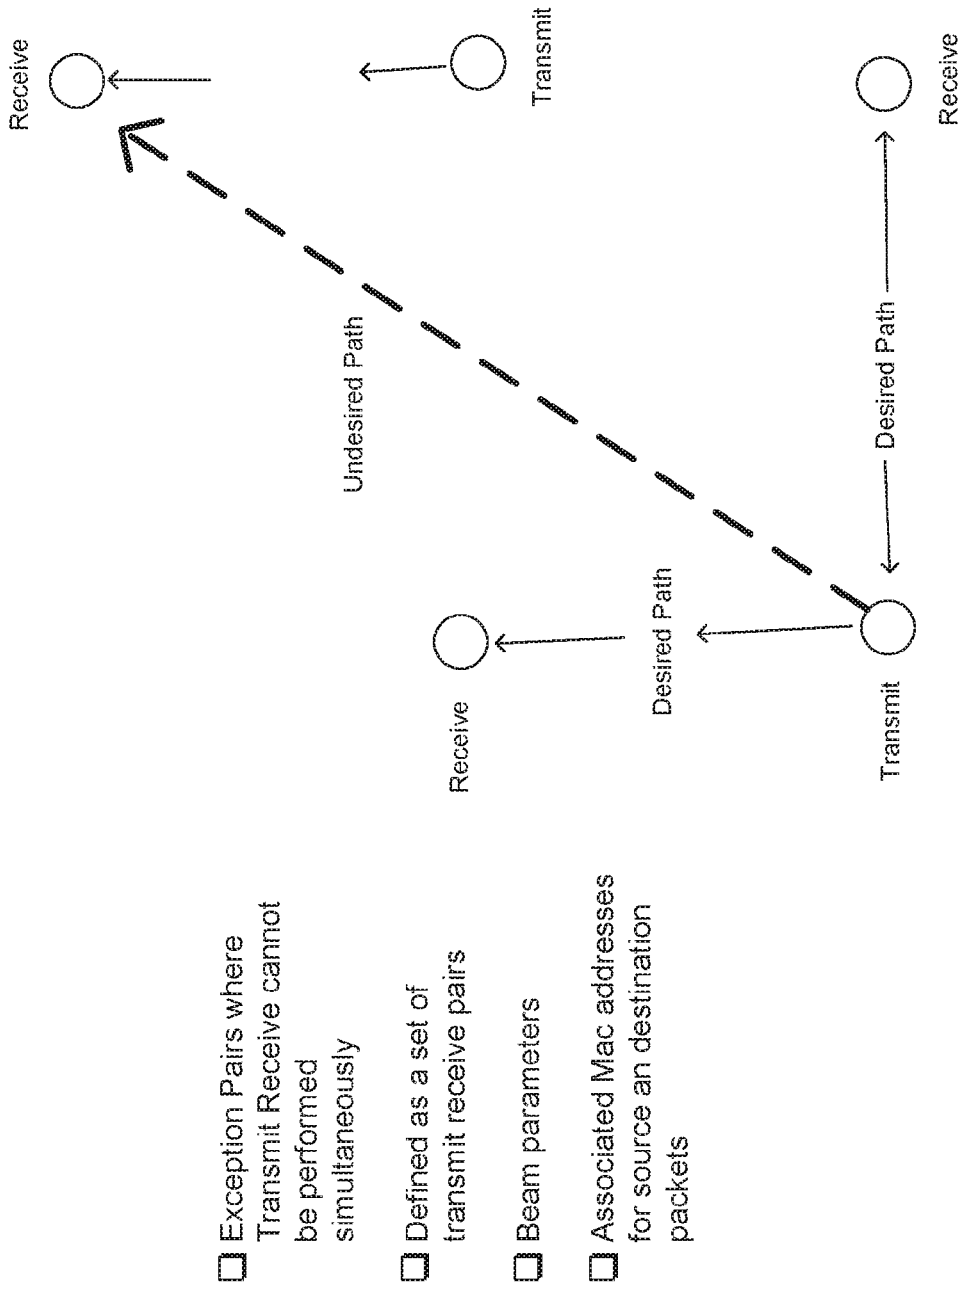 Exception Pairs where
Transmit Receive cannot
be performed
simultaneously
Defined as a set of
transmit receive pairs
Beam parameters
Associated Mac addresses
for source an destination
packets
Receive
Transmit
Undesired Path
Receive
Desired Path
Desired Path
Transmit
Receive